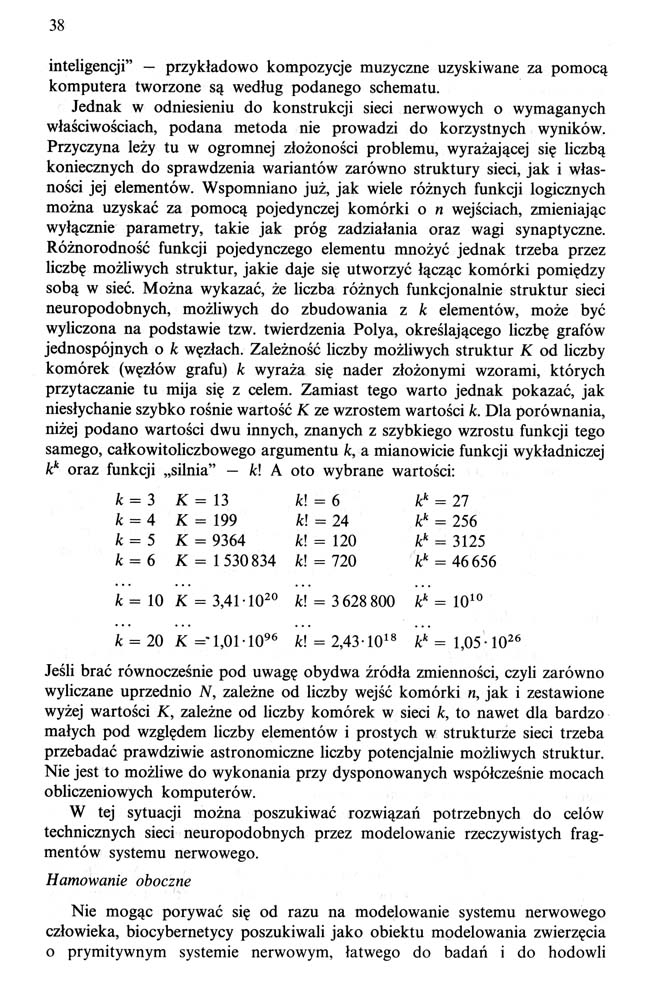 38
inteligencji” — przykładowo kompozycje muzyczne uzyskiwane za pomocą
komputera tworzone są według podanego schematu.
Jednak w odniesieniu do konstrukcji sieci nerwowych o wymaganych
właściwościach, podana metoda nie prowadzi do korzystnych wyników.
Przyczyna leży tu w ogromnej złożoności problemu, wyrażającej się liczbą
koniecznych do sprawdzenia wariantów zarówno struktury sieci, jak i włas-
ności jej elementów. Wspomniano już, jak wiele różnych funkcji logicznych
można uzyskać za pomocą pojedynczej komórki o n wejściach, zmieniając
wyłącznie parametry, takie jak próg zadziałania oraz wagi synaptyczne.
Różnorodność funkcji pojedynczego elementu mnożyć jednak trzeba przez
liczbę możliwych struktur, jakie daje się utworzyć łącząc komórki pomiędzy
sobą w sieć. Można wykazać, że liczba różnych funkcjonalnie struktur sieci
neuropodobnych, możliwych do zbudowania z k elementów, może być
wyliczona na podstawie tzw. twierdzenia Polya, określającego liczbę grafów
jednospójnych o k węzłach. Zależność liczby możliwych struktur K od liczby
komórek (węzłów grafu) k wyraża się nader złożonymi wzorami, których
przytaczanie tu mija się z celem. Zamiast tego warto jednak pokazać, jak
niesłychanie szybko rośnie wartość K ze wzrostem wartości k. Dla porównania,
niżej podano wartości dwu innych, znanych z szybkiego wzrostu funkcji tego
samego, całkowitoliczbowego argumentu k, a mianowicie funkcji wykładniczej
kᵏ oraz funkcji „silnia” — k! A oto wybrane wartości:
k = 3 K = 13 k! = 6 kᵏ = 27
k = 4 K = 199 k! = 24 kᵏ = 256
k = 5 K = 9364 k! = 120 kᵏ = 3125
k = 6 K = 1 530 834 k! = 720 kᵏ = 46 656
... ... ... ...
k = 10 K = 3,41·10²⁰ k! = 3 628 800 kᵏ = 10¹⁰
... ... ... ...
k = 20 K = 1,01·10⁹⁶ k! = 2,43·10¹⁸ kᵏ = 1,05·10²⁶
Jeśli brać równocześnie pod uwagę obydwa źródła zmienności, czyli zarówno
wyliczane uprzednio N, zależne od liczby wejść komórki n, jak i zestawione
wyżej wartości K, zależne od liczby komórek w sieci k, to nawet dla bardzo
małych pod względem liczby elementów i prostych w strukturze sieci trzeba
przebadać prawdziwie astronomiczne liczby potencjalnie możliwych struktur.
Nie jest to możliwe do wykonania przy dysponowanych współcześnie mocach
obliczeniowych komputerów.
W tej sytuacji można poszukiwać rozwiązań potrzebnych do celów
technicznych sieci neuropodobnych przez modelowanie rzeczywistych frag-
mentów systemu nerwowego.
Hamowanie oboczne
Nie mogąc porywać się od razu na modelowanie systemu nerwowego
człowieka, biocybernetycy poszukiwali jako obiektu modelowania zwierzęcia
o prymitywnym systemie nerwowym, łatwego do badań i do hodowli